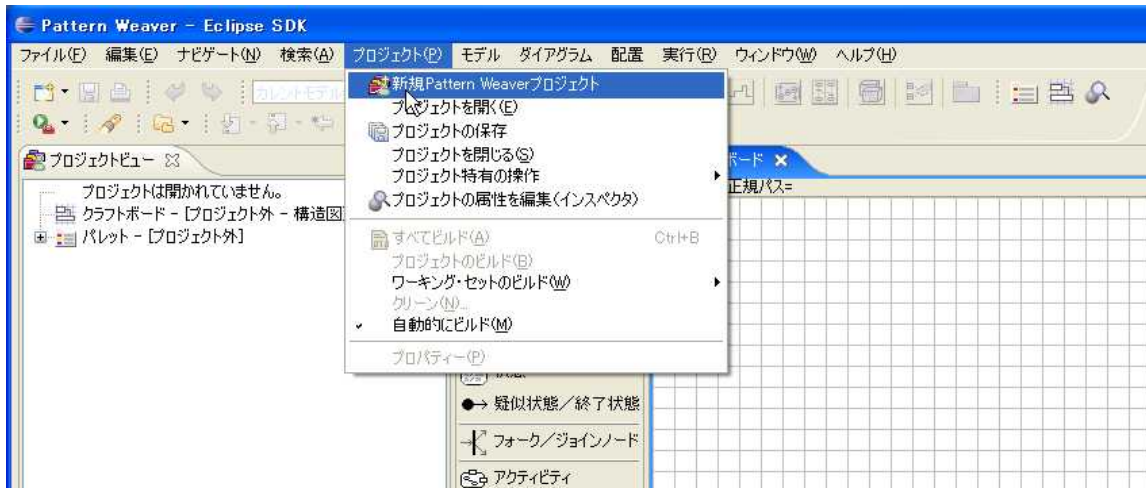 Pattern Weaver - Eclipse SDK
ファイル(F) 編集(E) ナビゲート(N) 検索(A) プロジェクト(P) モデル ダイアグラム 配置 実行(R) ウィンドウ(W) ヘルプ(H)
新規Pattern Weaverプロジェクト
カレントモデル
プロジェクトを開く(E)
プロジェクトの保存
プロジェクトを閉じる(S)
プロジェクト特有の操作
プロジェクトの属性を編集(インスペクタ)
すべてビルド(A) Ctrl+B
プロジェクトのビルド(B)
ワーキング・セットのビルド(W)
クリーン(N)...
自動的にビルド(M)
プロパティー(P)
プロジェクトビュー
プロジェクトは開かれていません。
クラフトボード - [プロジェクト外 - 構造図]
パレット - [プロジェクト外]
ボード
正規パス=
疑似状態/終了状態
フォーク/ジョインノード
アクティビティ